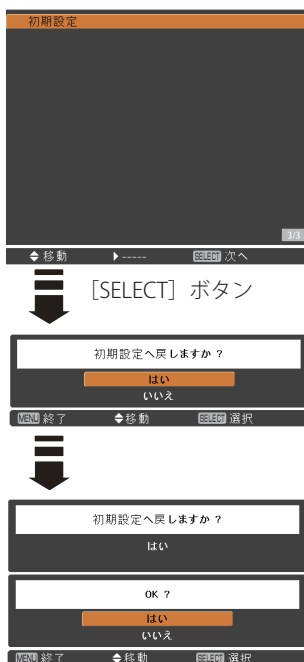 初期設定
3/3
移動 ----- SELECT 次へ
［SELECT］ボタン
初期設定へ戻しますか？
はい
いいえ
MENU 終了 移動 SELECT 選択
初期設定へ戻しますか？
はい
OK ?
はい
いいえ
MENU 終了 移動 SELECT 選択